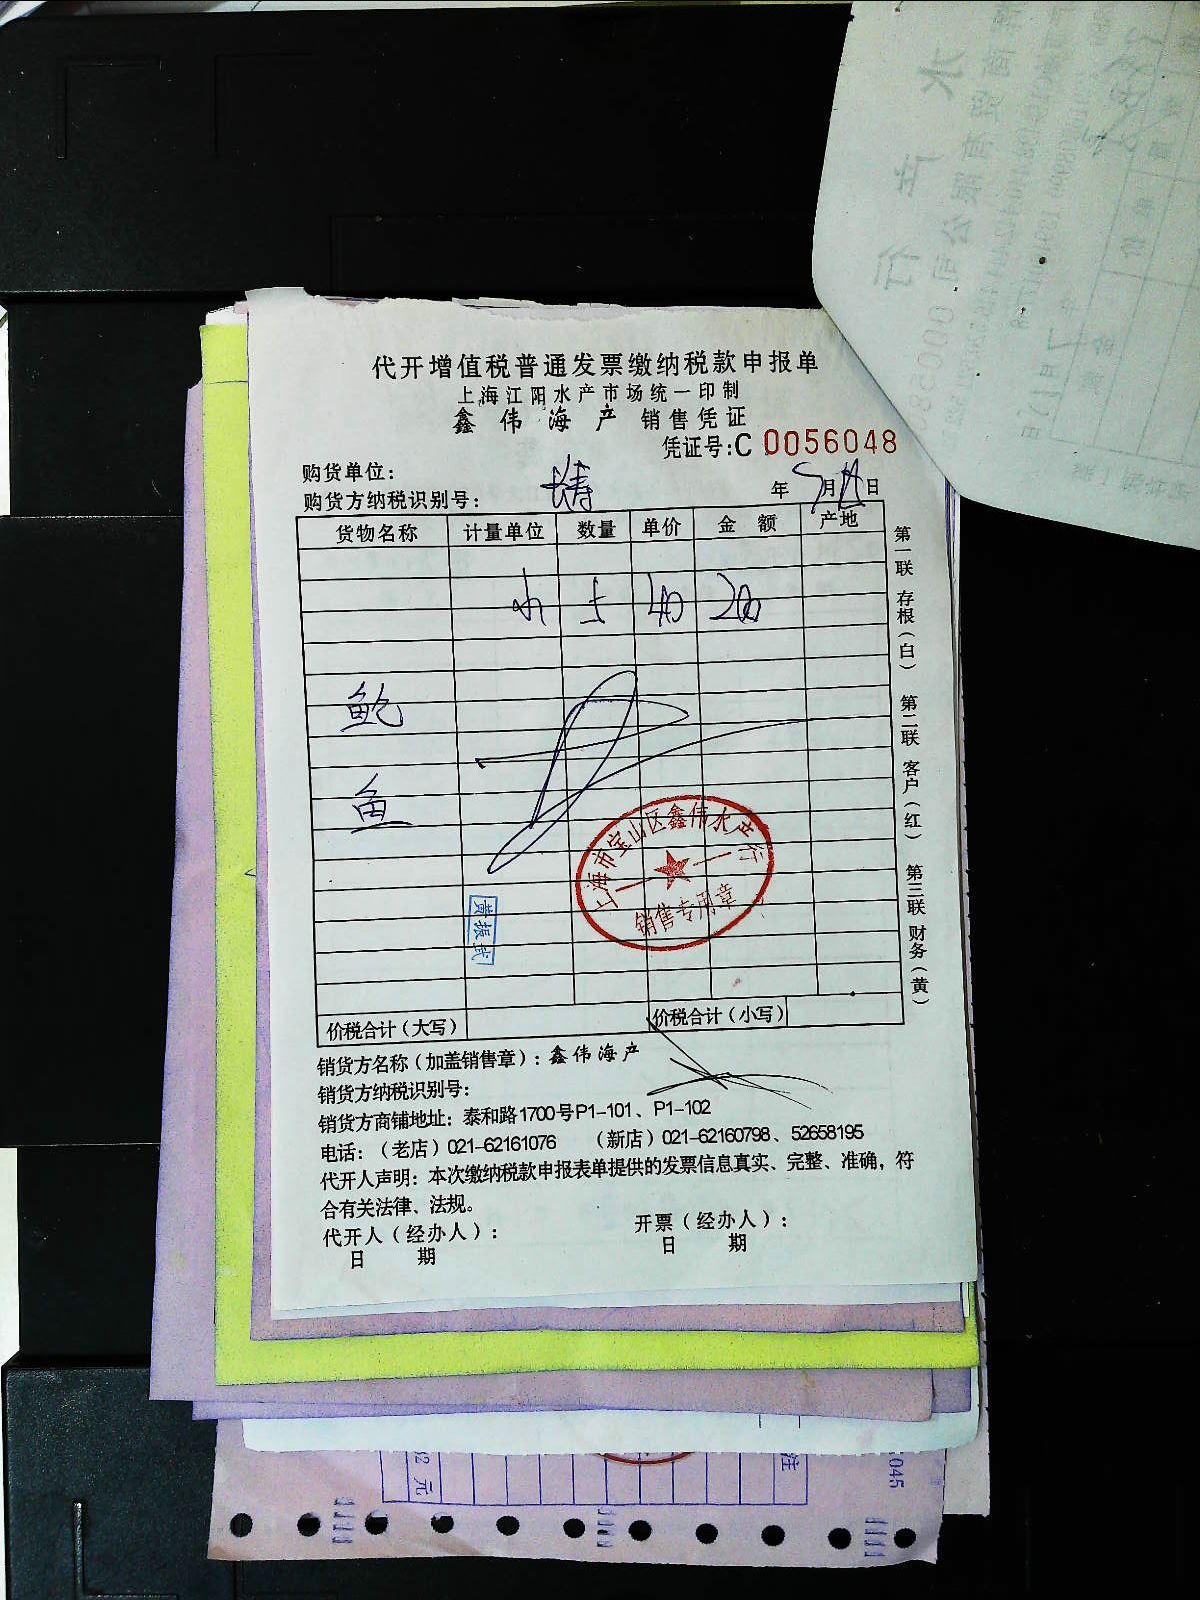 代开增值税普通发票缴纳税款申报单
上海江阳水产市场统一印制
鑫伟海产 销售凭证
凭证号:C 0056048
购货单位:
购货方纳税识别号: 年 月 日
货物名称 计量单位 数量 单价 金额 产地
40 200
鲍
鱼
第一联 存根(白)
第二联 客户(红)
第三联 财务(黄)
上海市宝山区鑫伟水产行
销售专用章
黄振武
价税合计(大写) 价税合计(小写)
销货方名称(加盖销售章):鑫伟海产
销货方纳税识别号:
销货方商铺地址:泰和路1700号P1-101、P1-102
电话:(老店)021-62161076 (新店)021-62160798、52658195
代开人声明:本次缴纳税款申报表单提供的发票信息真实、完整、准确,符
合有关法律、法规。
代开人(经办人): 开票(经办人):
日 期 日 期